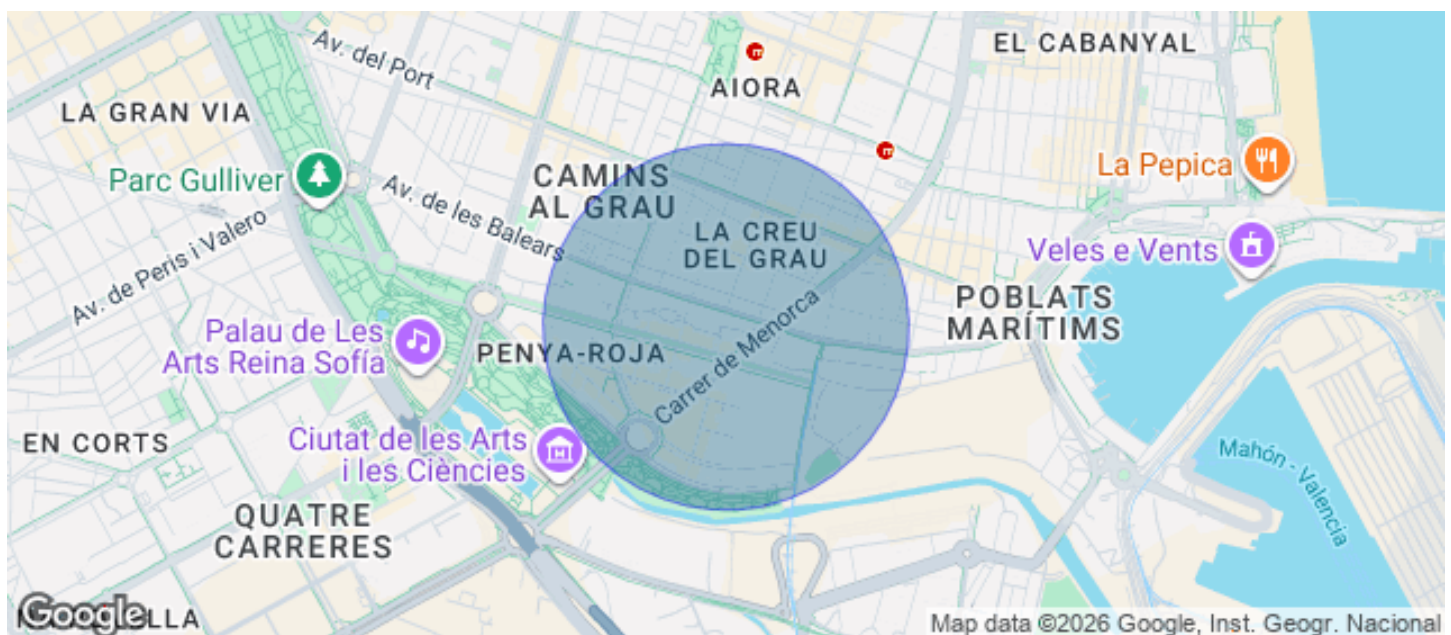 Av. del Port
EL CABANYAL
AIORA
LA GRAN VIA
Parc Gulliver
CAMINS
AL GRAU
La Pepica
Av. de les Balears
Av. de Peris i Valero
LA CREU
DEL GRAU
Veles e Vents
POBLATS
MARÍTIMS
Palau de Les
Arts Reina Sofía
PENYA-ROJA
Carrer de Menorca
EN CORTS
Ciutat de les Arts
i les Ciències
Mahón - Valencia
QUATRE
CARRERES
Google
Map data ©2026 Google, Inst. Geogr. Nacional